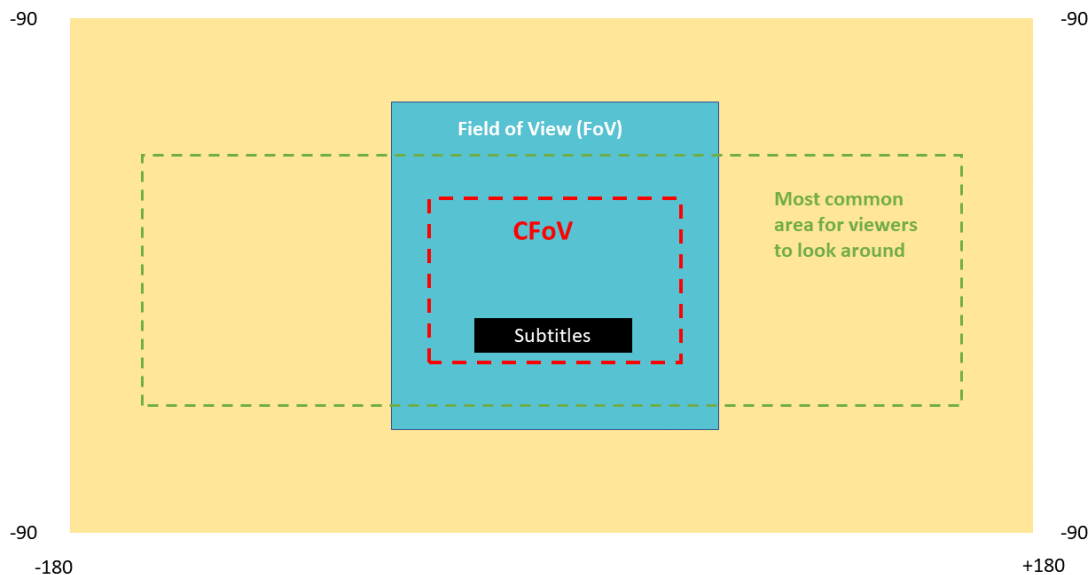 -90
-90
Field of View (FoV)
Most common
area for viewers
to look around
CFoV
Subtitles
-90
-90
-180
+180